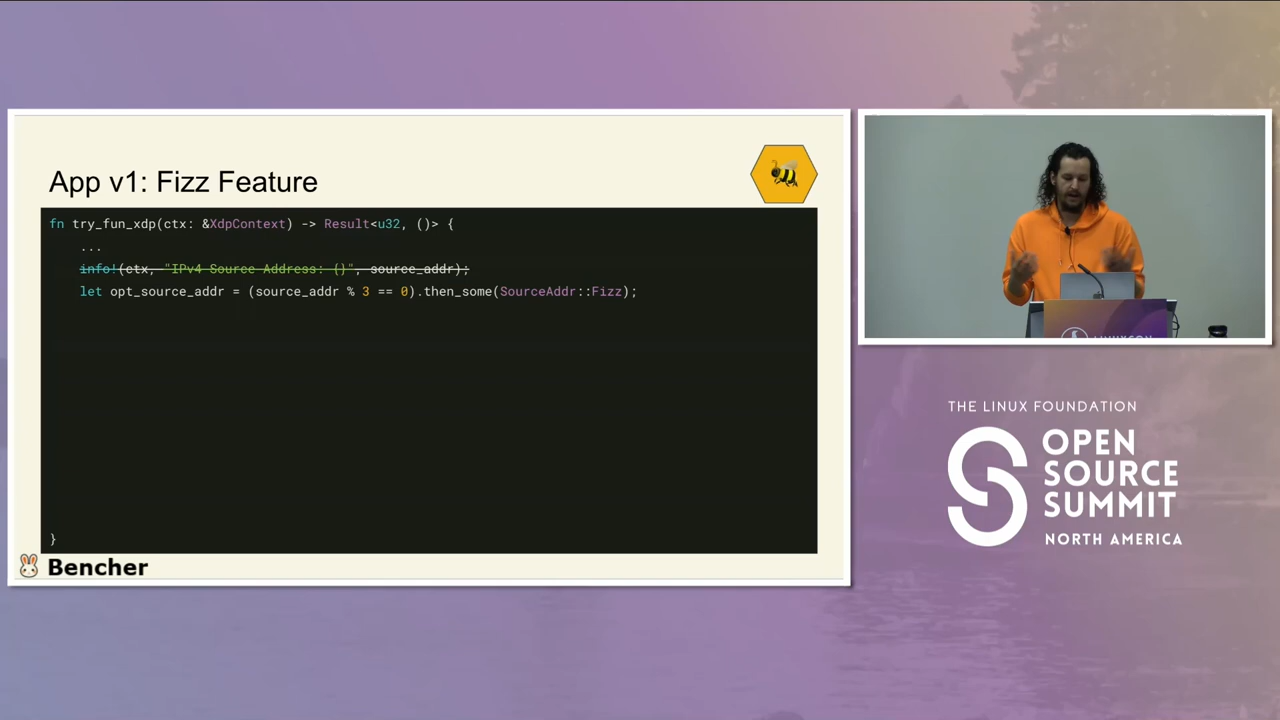 App v1: Fizz Feature
fn try_fun_xdp(ctx: &XdpContext) -> Result<u32, ()> {
...
info!(ctx, "IPv4 Source Address: ()", source_addr);
let opt_source_addr = (source_addr % 3 == 0).then_some(SourceAddr::Fizz);
}
Bencher
THE LINUX FOUNDATION
OPEN
SOURCE
SUMMIT
NORTH AMERICA